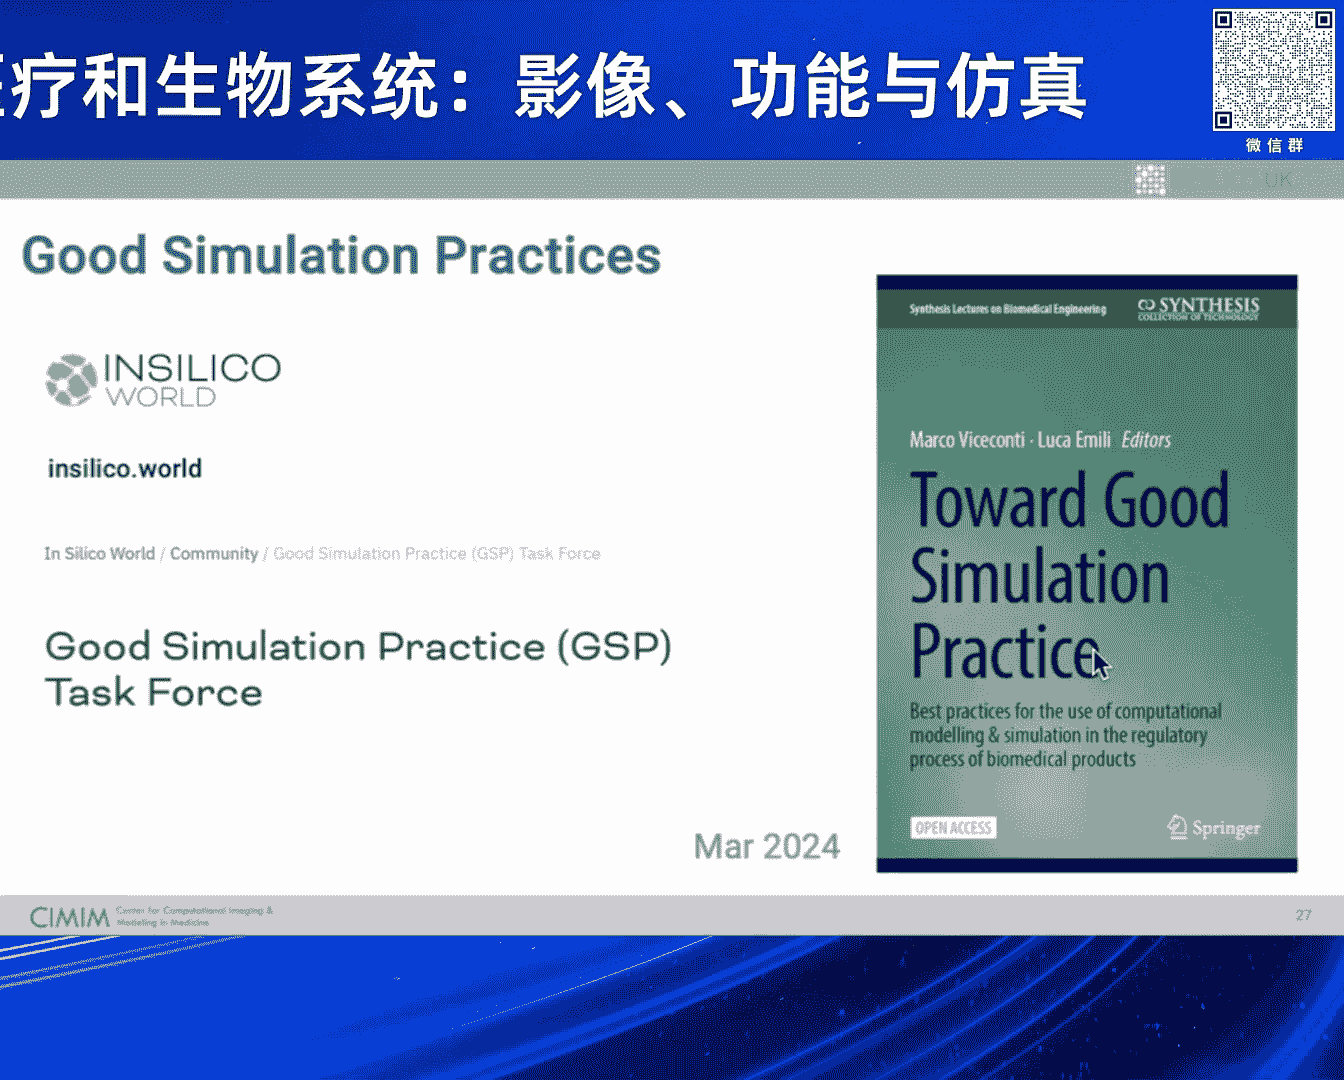 疗和生物系统：影像、功能与仿真
微信群
UK
Good Simulation Practices
INSILICO
WORLD
insilico.world
In Silico World / Community / Good Simulation Practice (GSP) Task Force
Good Simulation Practice (GSP)
Task Force
Mar 2024
Synthesis Lectures on Biomedical Engineering
SYNTHESIS
COLLECTION OF TECHNOLOGY
Marco Viceconti · Luca Emili Editors
Toward Good
Simulation
Practice
Best practices for the use of computational
modelling & simulation in the regulatory
process of biomedical products
OPEN ACCESS
Springer
CIMIM
Center for Computational Imaging &
Modeling in Medicine
27